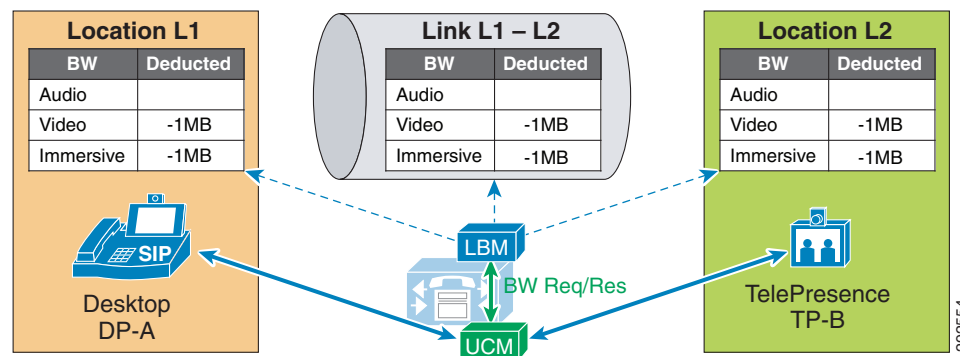 Location L1
BW Deducted
Audio
Video -1MB
Immersive -1MB
SIP
Desktop
DP-A
Link L1 – L2
BW Deducted
Audio
Video -1MB
Immersive -1MB
LBM
BW Req/Res
UCM
Location L2
BW Deducted
Audio
Video -1MB
Immersive -1MB
TelePresence
TP-B